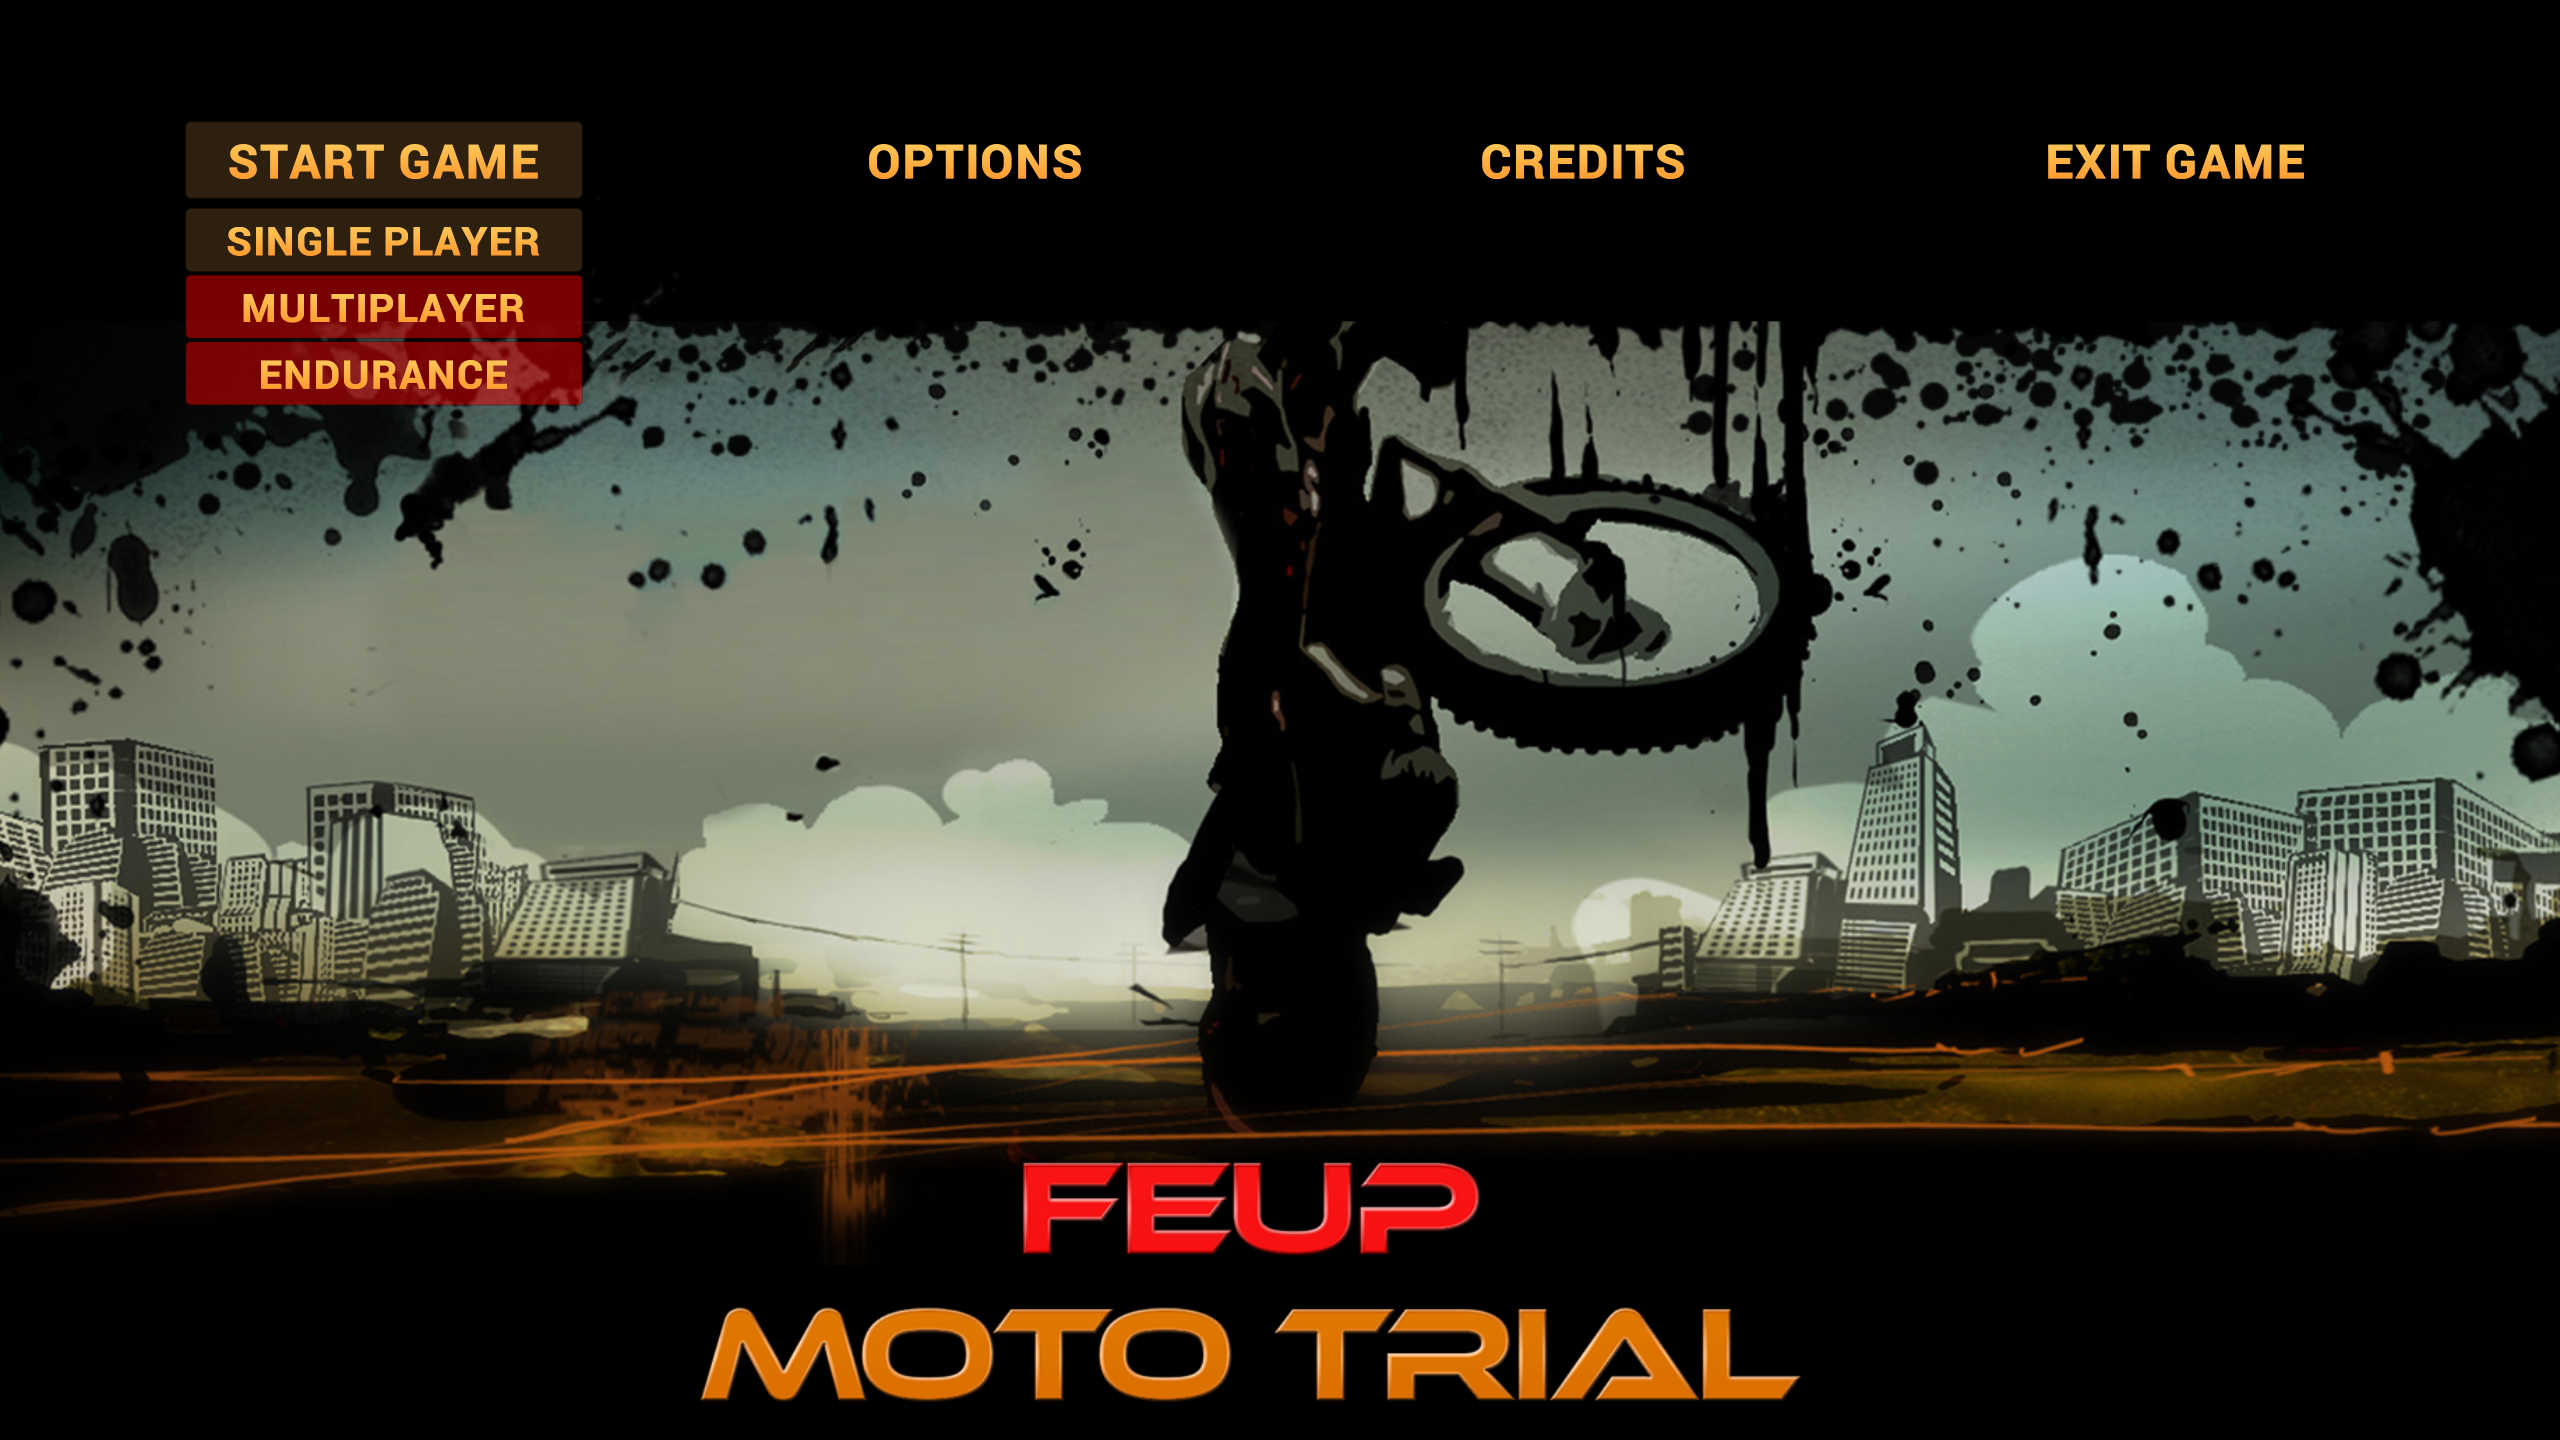 START GAME
OPTIONS
CREDITS
EXIT GAME
SINGLE PLAYER
MULTIPLAYER
ENDURANCE
FEUP
MOTO TRIAL